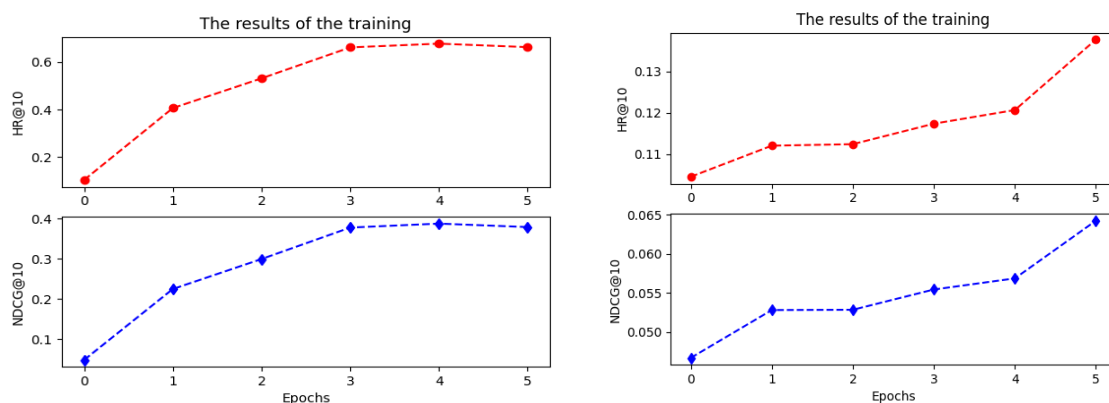 The results of the training
HR@10
0.6
0.4
0.2
0 1 2 3 4 5
NDCG@10
0.4
0.3
0.2
0.1
0 1 2 3 4 5
Epochs
The results of the training
HR@10
0.13
0.12
0.11
0 1 2 3 4 5
NDCG@10
0.065
0.060
0.055
0.050
0 1 2 3 4 5
Epochs